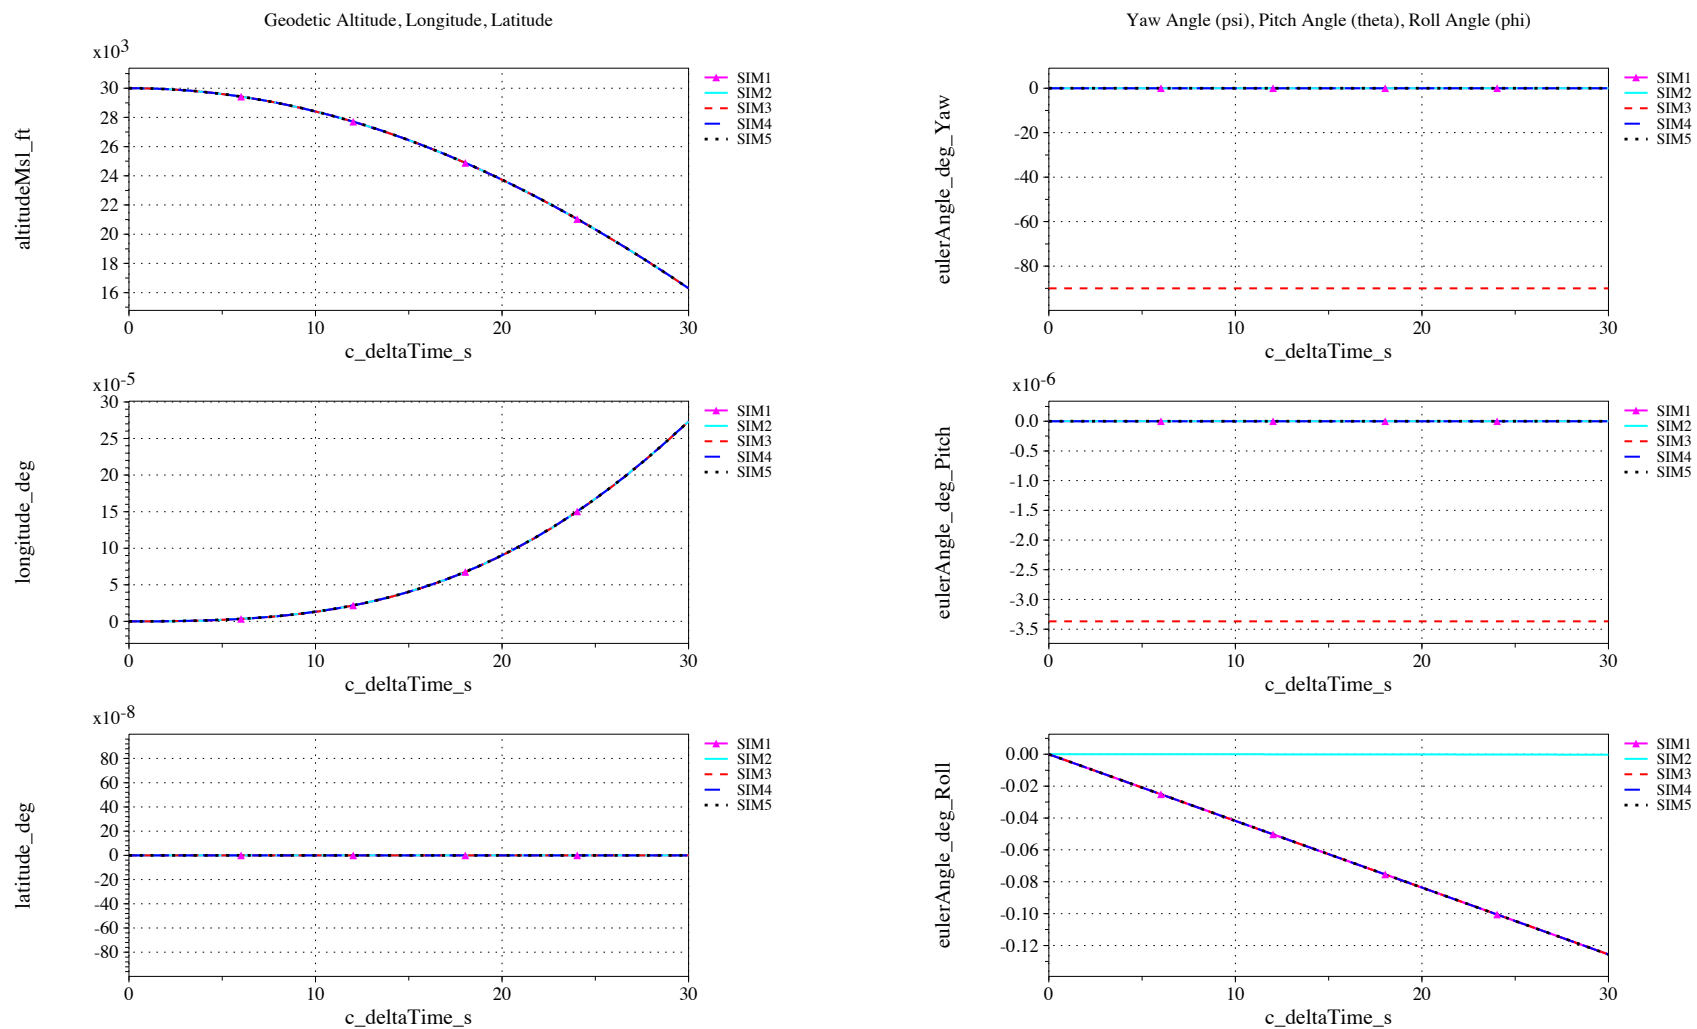 Geodetic Altitude, Longitude, Latitude
x10³
altitudeMsl_ft
30
28
26
24
22
20
18
16
0 10 20 30
c_deltaTime_s
SIM1
SIM2
SIM3
SIM4
SIM5
x10⁻⁵
longitude_deg
30
25
20
15
10
5
0
0 10 20 30
c_deltaTime_s
SIM1
SIM2
SIM3
SIM4
SIM5
x10⁻⁸
latitude_deg
80
60
40
20
0
-20
-40
-60
-80
0 10 20 30
c_deltaTime_s
SIM1
SIM2
SIM3
SIM4
SIM5
Yaw Angle (psi), Pitch Angle (theta), Roll Angle (phi)
eulerAngle_deg_Yaw
0
-20
-40
-60
-80
0 10 20 30
c_deltaTime_s
SIM1
SIM2
SIM3
SIM4
SIM5
x10⁻⁶
eulerAngle_deg_Pitch
0.0
-0.5
-1.0
-1.5
-2.0
-2.5
-3.0
-3.5
0 10 20 30
c_deltaTime_s
SIM1
SIM2
SIM3
SIM4
SIM5
eulerAngle_deg_Roll
0.00
-0.02
-0.04
-0.06
-0.08
-0.10
-0.12
0 10 20 30
c_deltaTime_s
SIM1
SIM2
SIM3
SIM4
SIM5